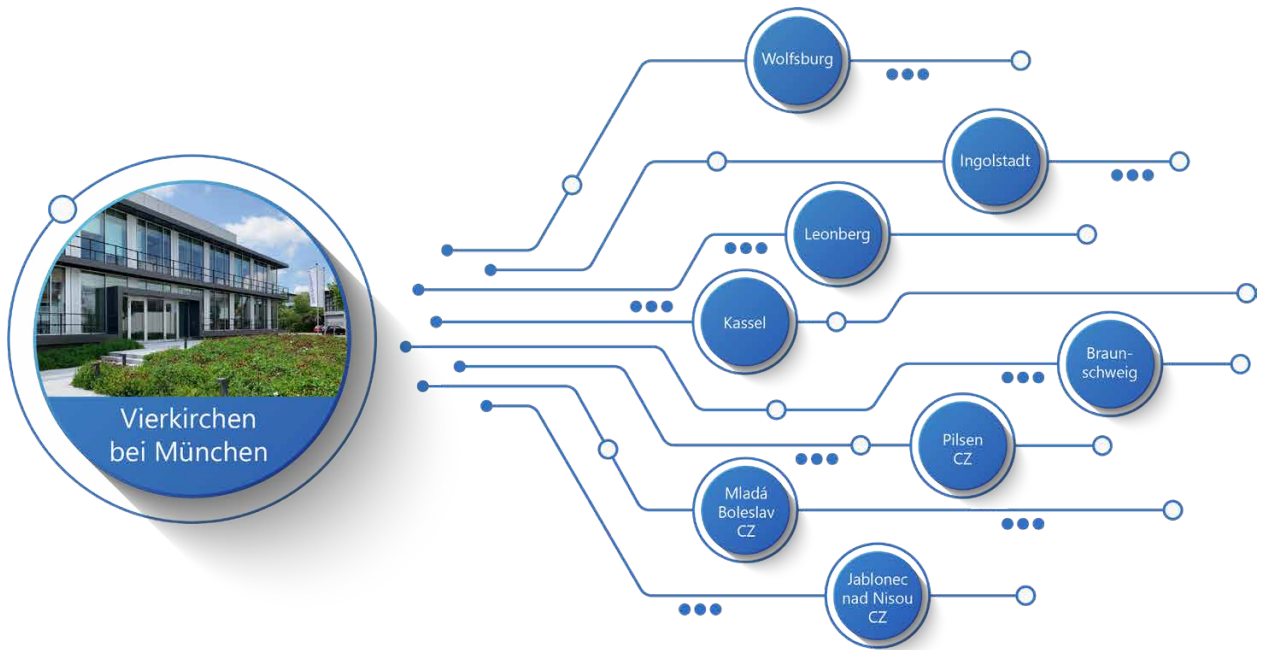 Wolfsburg
Ingolstadt
Leonberg
Kassel
Braun-
schweig
Vierkirchen
bei München
Pilsen
CZ
Mladá
Boleslav
CZ
Jablonec
nad Nisou
CZ